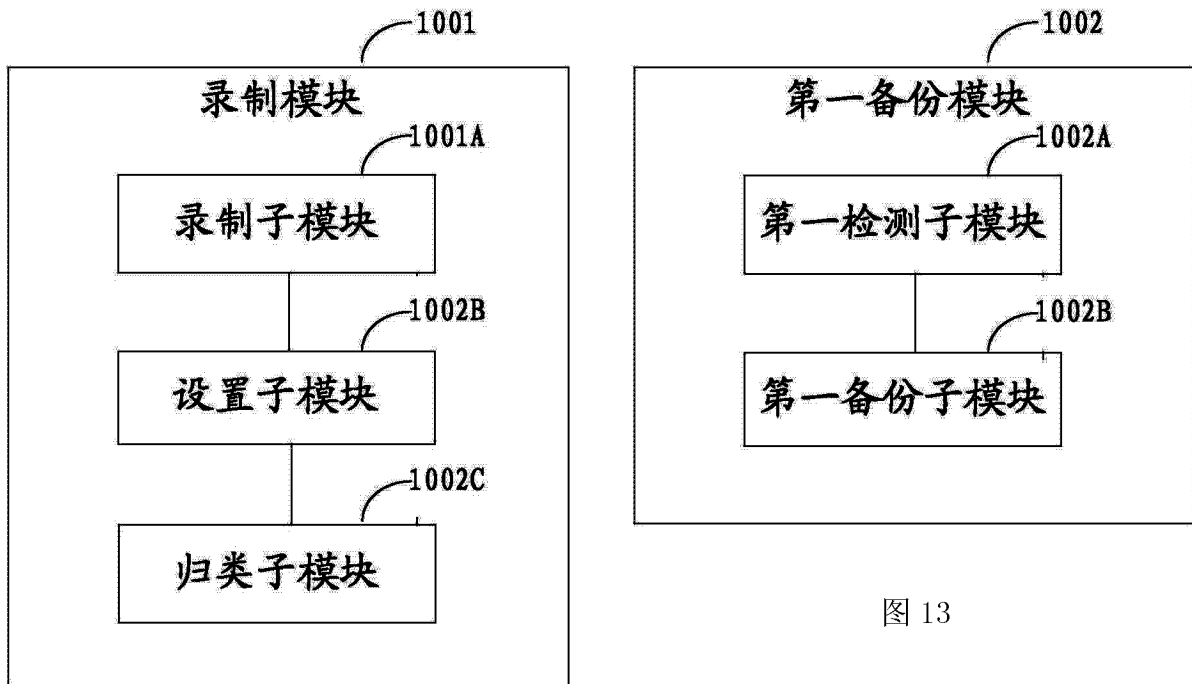 1001
录制模块
1001A
录制子模块
1002B
设置子模块
1002C
归类子模块
1002
第一备份模块
1002A
第一检测子模块
1002B
第一备份子模块
图 13